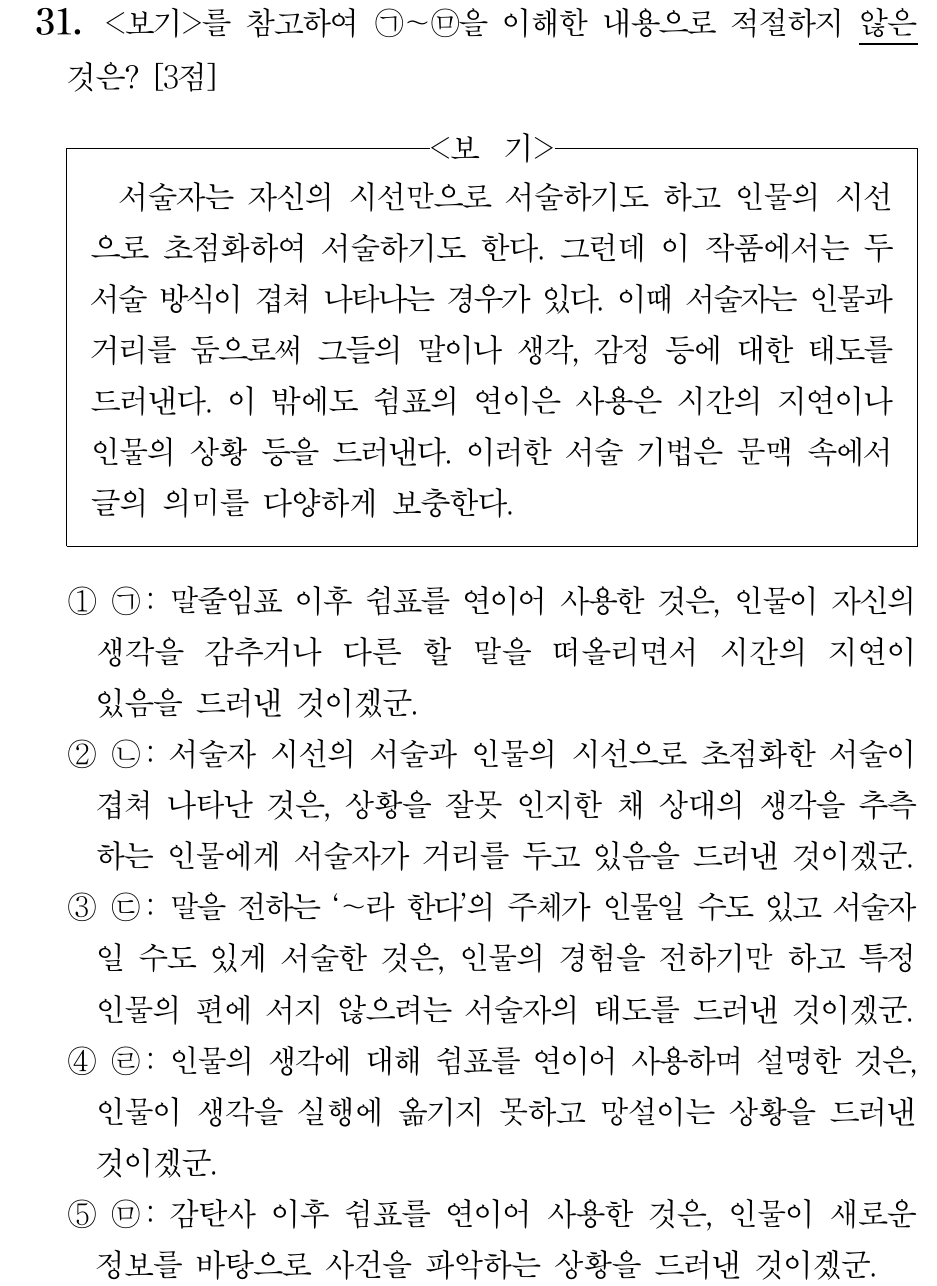 31. <보기>를 참고하여 ㉠~㉤을 이해한 내용으로 적절하지 않은
것은? [3점]
<보 기>
서술자는 자신의 시선만으로 서술하기도 하고 인물의 시선
으로 초점화하여 서술하기도 한다. 그런데 이 작품에서는 두
서술 방식이 겹쳐 나타나는 경우가 있다. 이때 서술자는 인물과
거리를 둠으로써 그들의 말이나 생각, 감정 등에 대한 태도를
드러낸다. 이 밖에도 쉼표의 연이은 사용은 시간의 지연이나
인물의 상황 등을 드러낸다. 이러한 서술 기법은 문맥 속에서
글의 의미를 다양하게 보충한다.
① ㉠: 말줄임표 이후 쉼표를 연이어 사용한 것은, 인물이 자신의
생각을 감추거나 다른 할 말을 떠올리면서 시간의 지연이
있음을 드러낸 것이겠군.
② ㉡: 서술자 시선의 서술과 인물의 시선으로 초점화한 서술이
겹쳐 나타난 것은, 상황을 잘못 인지한 채 상대의 생각을 추측
하는 인물에게 서술자가 거리를 두고 있음을 드러낸 것이겠군.
③ ㉢: 말을 전하는 ‘~라 한다’의 주체가 인물일 수도 있고 서술자
일 수도 있게 서술한 것은, 인물의 경험을 전하기만 하고 특정
인물의 편에 서지 않으려는 서술자의 태도를 드러낸 것이겠군.
④ ㉣: 인물의 생각에 대해 쉼표를 연이어 사용하며 설명한 것은,
인물이 생각을 실행에 옮기지 못하고 망설이는 상황을 드러낸
것이겠군.
⑤ ㉤: 감탄사 이후 쉼표를 연이어 사용한 것은, 인물이 새로운
정보를 바탕으로 사건을 파악하는 상황을 드러낸 것이겠군.